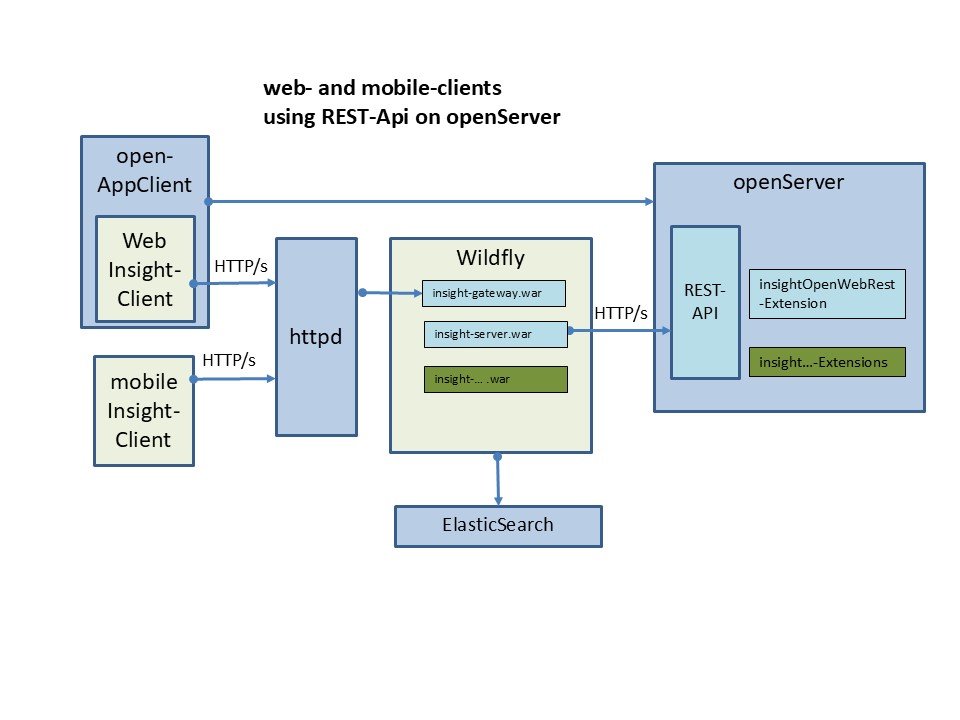 web- and mobile-clients
using REST-Api on openServer
open-
AppClient
Web
Insight-
Client
HTTP/s
mobile
Insight-
Client
HTTP/s
httpd
Wildfly
insight-gateway.war
insight-server.war
insight-... .war
HTTP/s
ElasticSearch
openServer
REST-
API
insightOpenWebRest
-Extension
insight...-Extensions